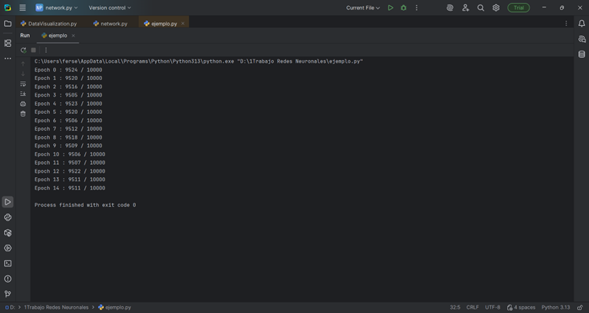 NP network.py
Version control
Current File
Trial
DataVisualization.py
network.py
ejemplo.py
Run
ejemplo
C:\Users\ferse\AppData\Local\Programs\Python\Python313\python.exe "D:\1Trabajo Redes Neuronales\ejemplo.py"
Epoch 0 : 9524 / 10000
Epoch 1 : 9520 / 10000
Epoch 2 : 9516 / 10000
Epoch 3 : 9505 / 10000
Epoch 4 : 9523 / 10000
Epoch 5 : 9520 / 10000
Epoch 6 : 9506 / 10000
Epoch 7 : 9512 / 10000
Epoch 8 : 9518 / 10000
Epoch 9 : 9509 / 10000
Epoch 10 : 9506 / 10000
Epoch 11 : 9507 / 10000
Epoch 12 : 9522 / 10000
Epoch 13 : 9511 / 10000
Epoch 14 : 9511 / 10000
Process finished with exit code 0
D: > 1Trabajo Redes Neuronales > ejemplo.py
32:5 CRLF UTF-8 4 spaces Python 3.13